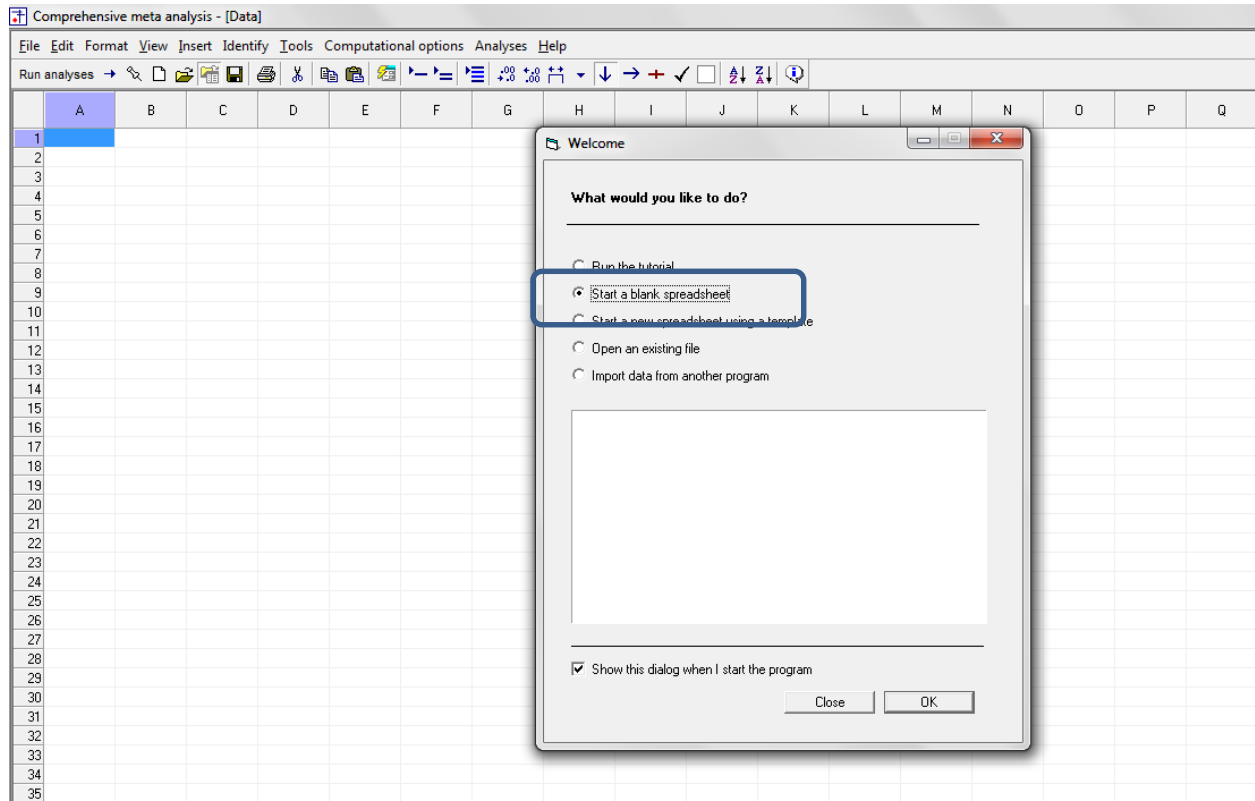 Comprehensive meta analysis - [Data]
File Edit Format View Insert Identify Tools Computational options Analyses Help
Run analyses
A B C D E F G H I J K L M N O P Q
1
2
3
4
5
6
7
8
9
10
11
12
13
14
15
16
17
18
19
20
21
22
23
24
25
26
27
28
29
30
31
32
33
34
35
Welcome
What would you like to do?
Run the tutorial
Start a blank spreadsheet
Start a new spreadsheet using a template
Open an existing file
Import data from another program
Show this dialog when I start the program
Close OK